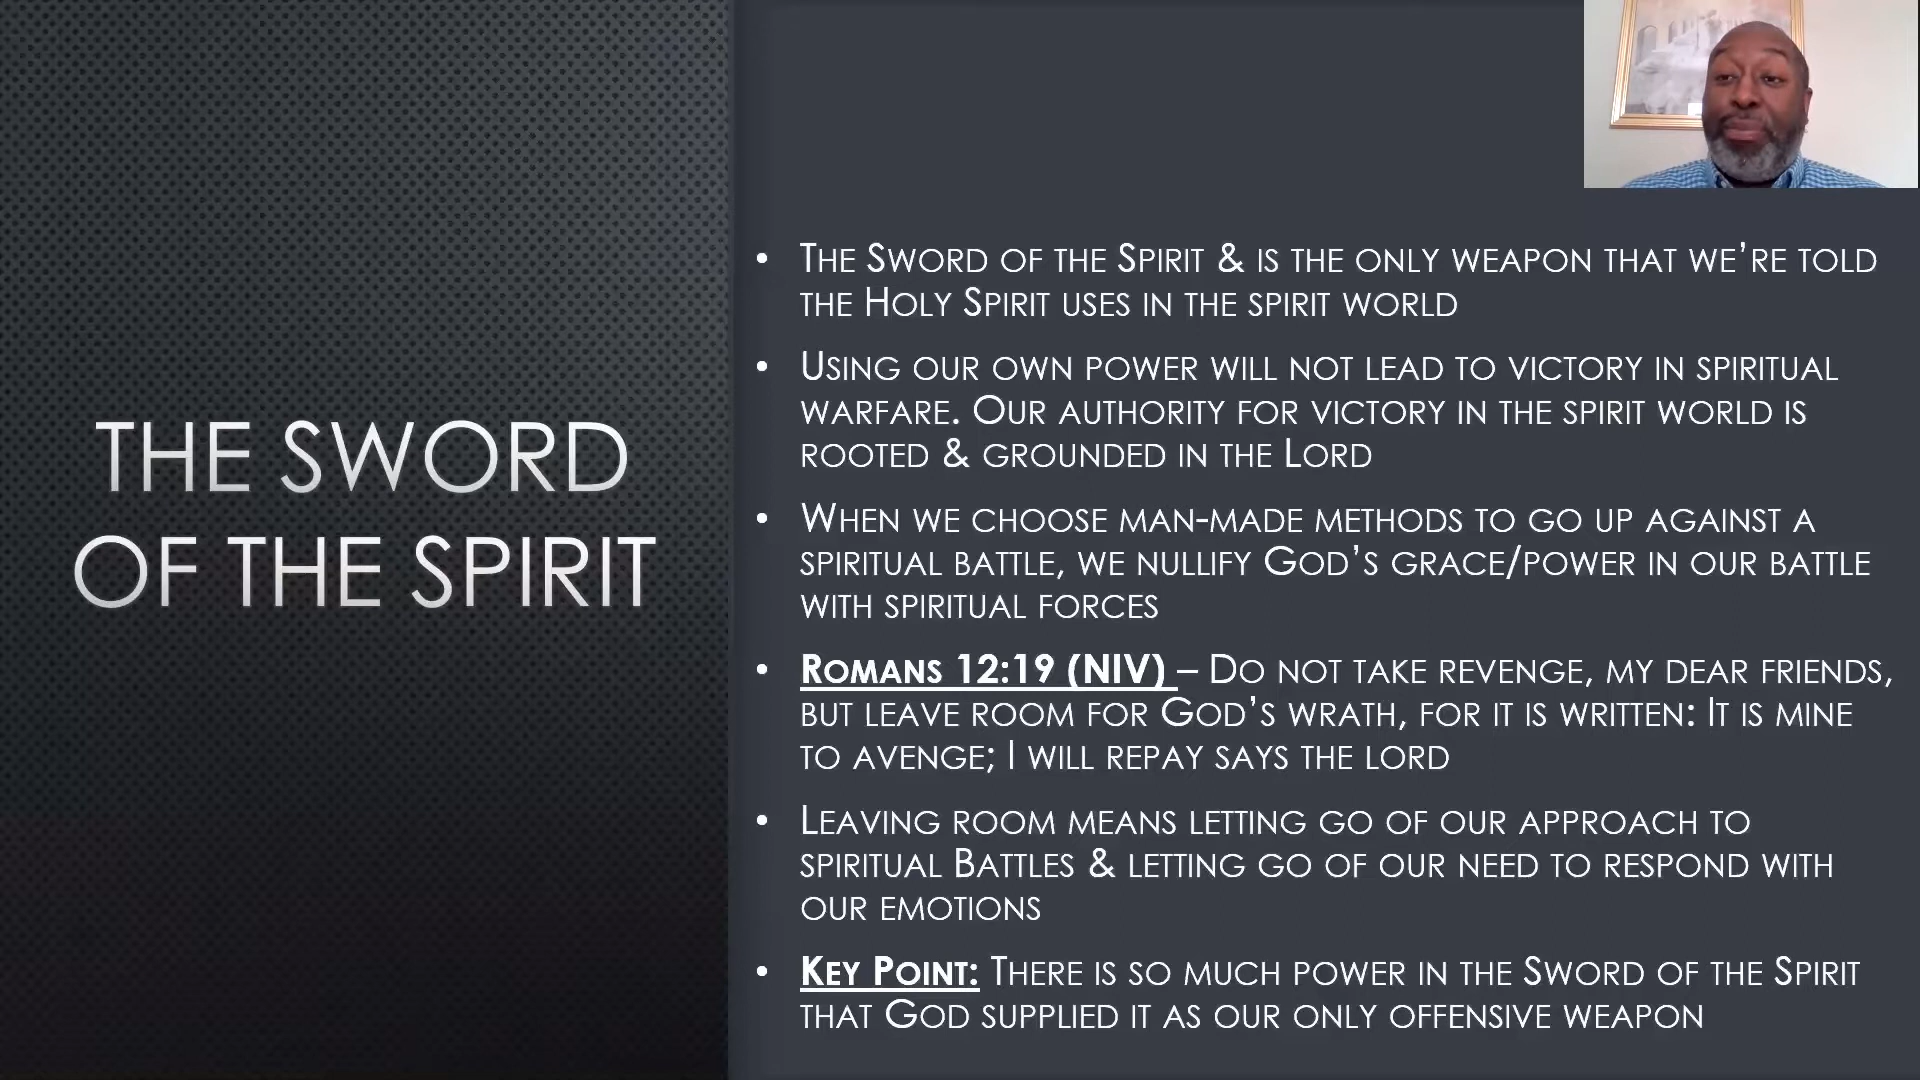 THE SWORD
OF THE SPIRIT
• The Sword of the Spirit & is the only weapon that we're told
the Holy Spirit uses in the spirit world
• Using our own power will not lead to victory in spiritual
warfare. Our authority for victory in the spirit world is
rooted & grounded in the Lord
• When we choose man-made methods to go up against a
spiritual battle, we nullify God's grace/power in our battle
with spiritual forces
• Romans 12:19 (NIV) – Do not take revenge, my dear friends,
but leave room for God's wrath, for it is written: It is mine
to avenge; I will repay says the lord
• Leaving room means letting go of our approach to
spiritual Battles & letting go of our need to respond with
our emotions
• Key Point: There is so much power in the Sword of the Spirit
that God supplied it as our only offensive weapon